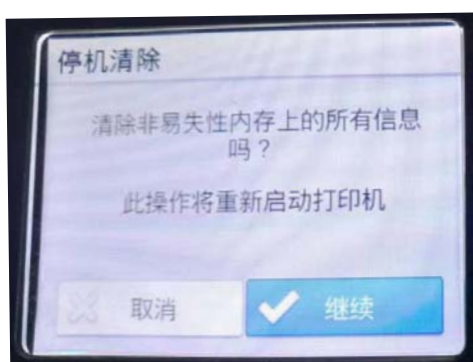 停机清除
清除非易失性内存上的所有信息
吗？
此操作将重新启动打印机
取消
继续